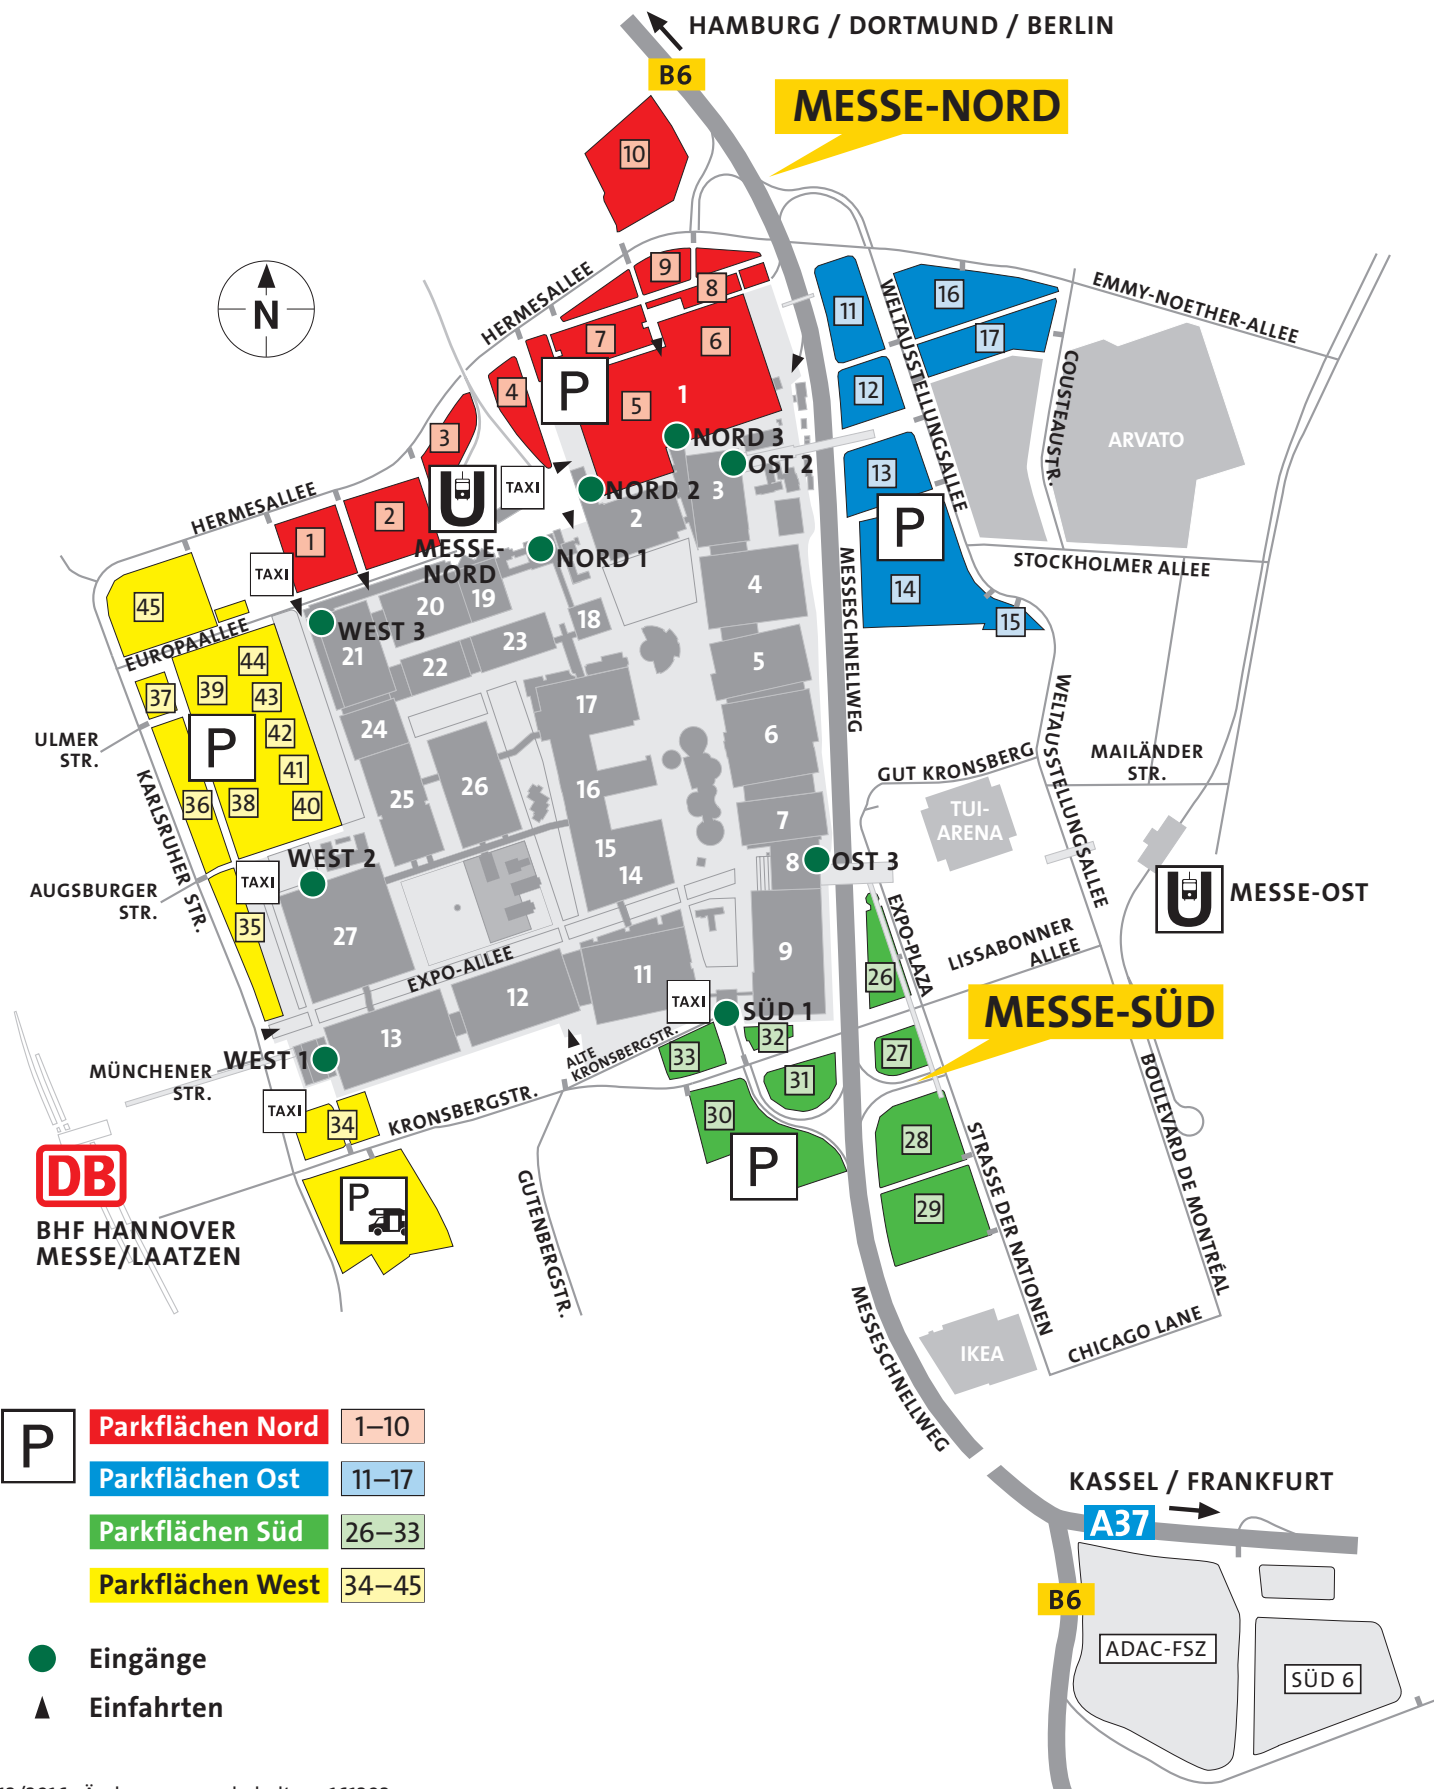 HAMBURG / DORTMUND / BERLIN
B6
MESSE-NORD
10
9
8
7
6
HERMESALLEE
N
11
16
17
WELTAUSSTELLUNGSALLEE
EMMY-NOETHER-ALLEE
COUSTEAUSTR.
ARVATO
12
4
P
5
1
3
NORD 3
OST 2
13
TAXI
U
NORD 2
3
2
P
HERMESALLEE
1
2
MESSE-
NORD
NORD 1
STOCKHOLMER ALLEE
MESSESCHNELLWEG
TAXI
45
4
14
15
20
19
18
WEST 3
EUROPAALLEE
21
22
23
5
44
37
39
43
42
41
40
38
36
P
ULMER
STR.
KARLSRUHER STR.
24
17
6
WELTAUSSTELLUNGSALLEE
MAILÄNDER
STR.
GUT KRONSBERG
25
26
16
7
TUI-
ARENA
15
14
8
OST 3
WEST 2
TAXI
AUGSBURGER
STR.
35
27
U
MESSE-OST
EXPO-PLAZA
LISSABONNER
ALLEE
EXPO-ALLEE
9
26
11
12
13
TAXI
SÜD 1
MESSE-SÜD
32
33
27
31
30
P
ALTE
KRONSBERGSTR.
WEST 1
MÜNCHENER
STR.
TAXI
34
KRONSBERGSTR.
28
29
STRASSE DER NATIONEN
BOULEVARD DE MONTRÉAL
DB
BHF HANNOVER
MESSE/LAATZEN
P
GUTENBERGSTR.
MESSESCHNELLWEG
IKEA
CHICAGO LANE
P
Parkflächen Nord 1–10
Parkflächen Ost 11–17
Parkflächen Süd 26–33
Parkflächen West 34–45
Eingänge
Einfahrten
KASSEL / FRANKFURT
A37
B6
ADAC-FSZ
SÜD 6